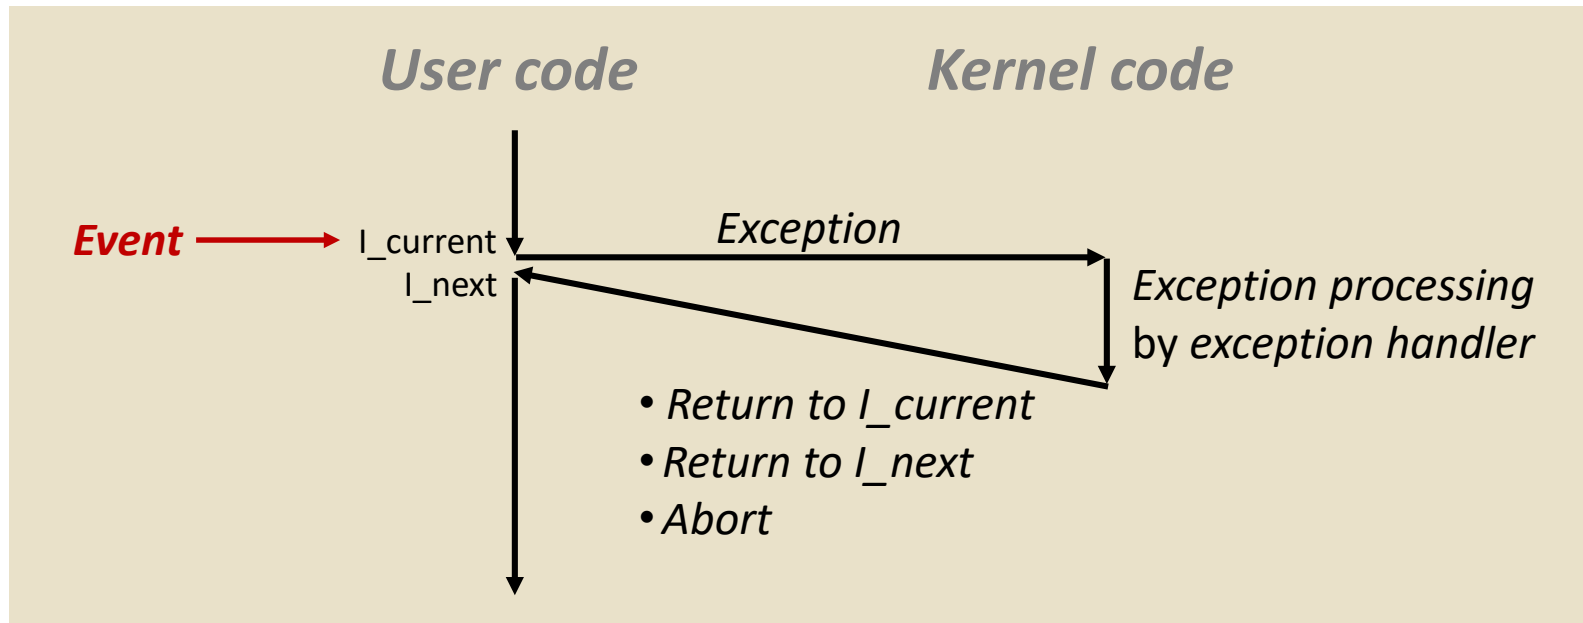 User code
Kernel code
Event
I_current
Exception
I_next
Exception processing
by exception handler
• Return to I_current
• Return to I_next
• Abort